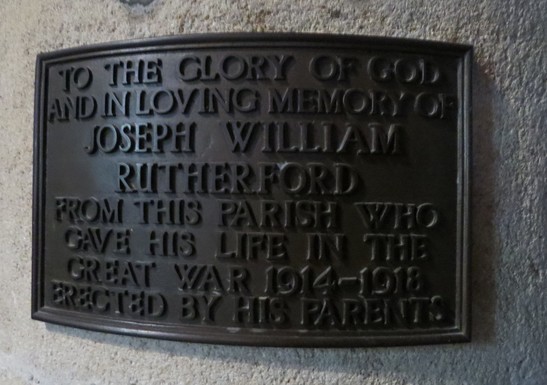 TO THE GLORY OF GOD
AND IN LOVING MEMORY OF
JOSEPH WILLIAM
RUTHERFORD
FROM THIS PARISH WHO
GAVE HIS LIFE IN THE
GREAT WAR 1914-1918
ERECTED BY HIS PARENTS